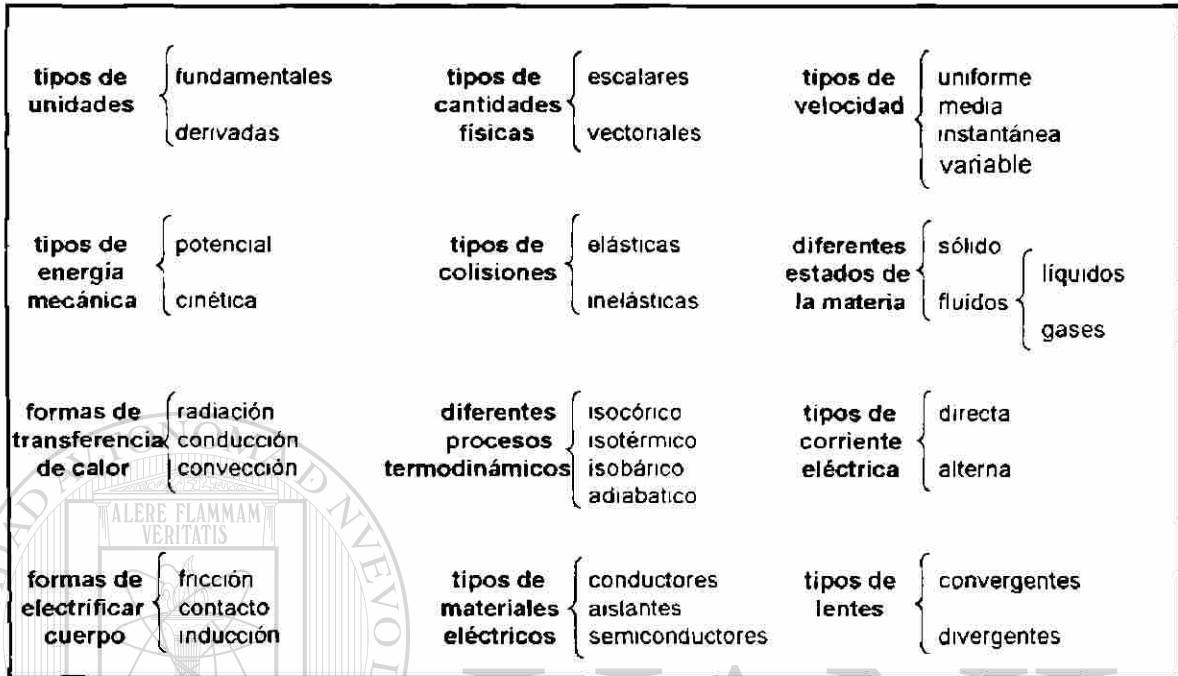 tipos de
unidades
fundamentales
derivadas
tipos de
cantidades
físicas
escalares
vectoriales
tipos de
velocidad
uniforme
media
instantánea
variable
tipos de
energía
mecánica
potencial
cinética
tipos de
colisiones
elásticas
inelásticas
diferentes
estados de
la materia
sólido
fluídos
líquidos
gases
formas de
transferencia
de calor
radiación
conducción
convección
diferentes
procesos
termodinámicos
isocórico
isotérmico
isobárico
adiabatico
tipos de
corriente
eléctrica
directa
alterna
formas de
electrificar
cuerpo
fricción
contacto
inducción
tipos de
materiales
eléctricos
conductores
aislantes
semiconductores
tipos de
lentes
convergentes
divergentes
ALERE FLAMMAM
VERITATIS